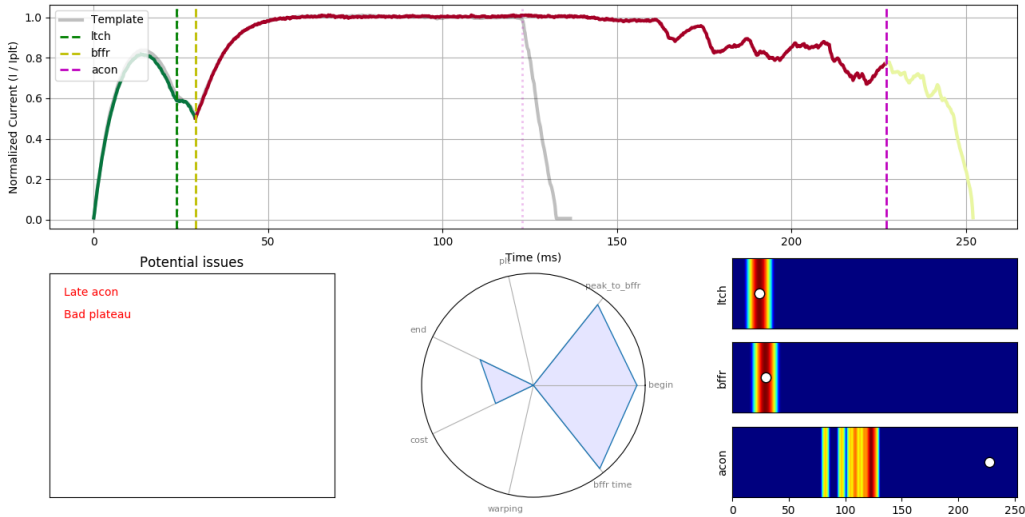 Normalized Current (I / Iplt)
1.0
0.8
0.6
0.4
0.2
0.0
Template
ltch
bffr
acon
0 50 100 150 200 250
Time (ms)
Potential issues
Late acon
Bad plateau
plt
peak_to_bffr
end
begin
cost
bffr time
warping
ltch
bffr
acon
0 50 100 150 200 250